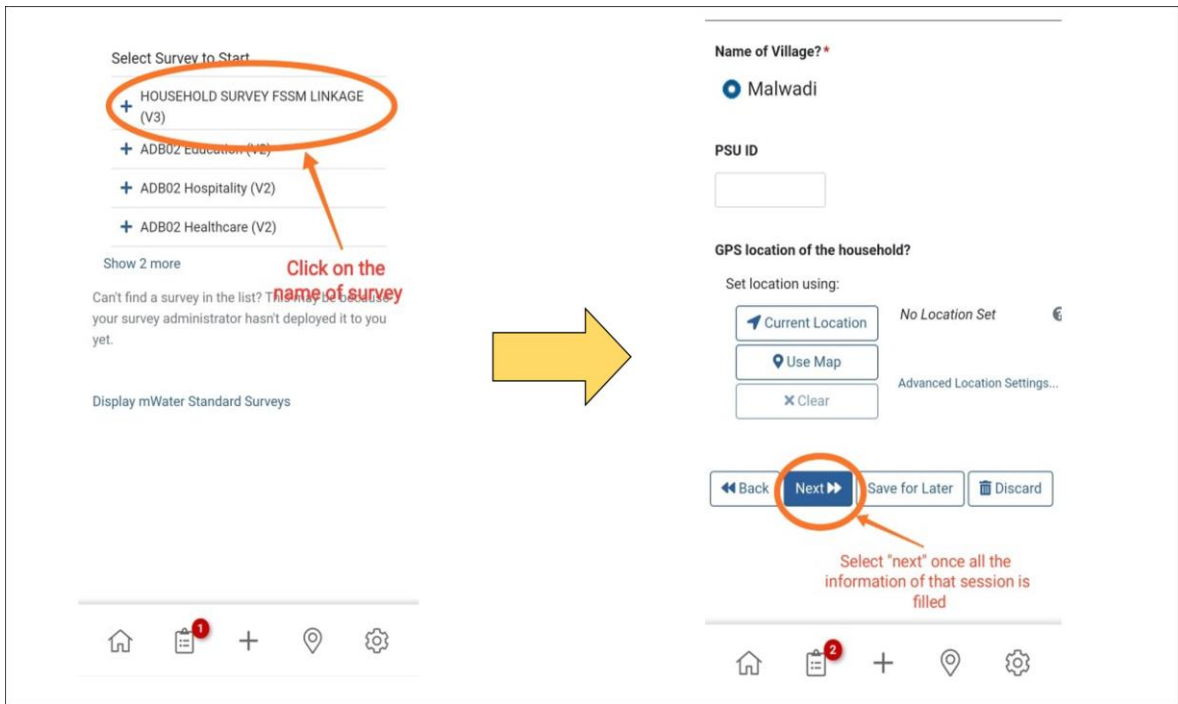 Select Survey to Start
HOUSEHOLD SURVEY FSSM LINKAGE
(V3)
ADB02 Education (V2)
ADB02 Hospitality (V2)
ADB02 Healthcare (V2)
Show 2 more
Click on the
name of survey
Can't find a survey in the list? This may be because
your survey administrator hasn't deployed it to you
yet.
Display mWater Standard Surveys
1
Name of Village?*
Malwadi
PSU ID
GPS location of the household?
Set location using:
Current Location
No Location Set
Use Map
Advanced Location Settings...
Clear
Back
Next
Save for Later
Discard
Select "next" once all the
information of that session is
filled
2